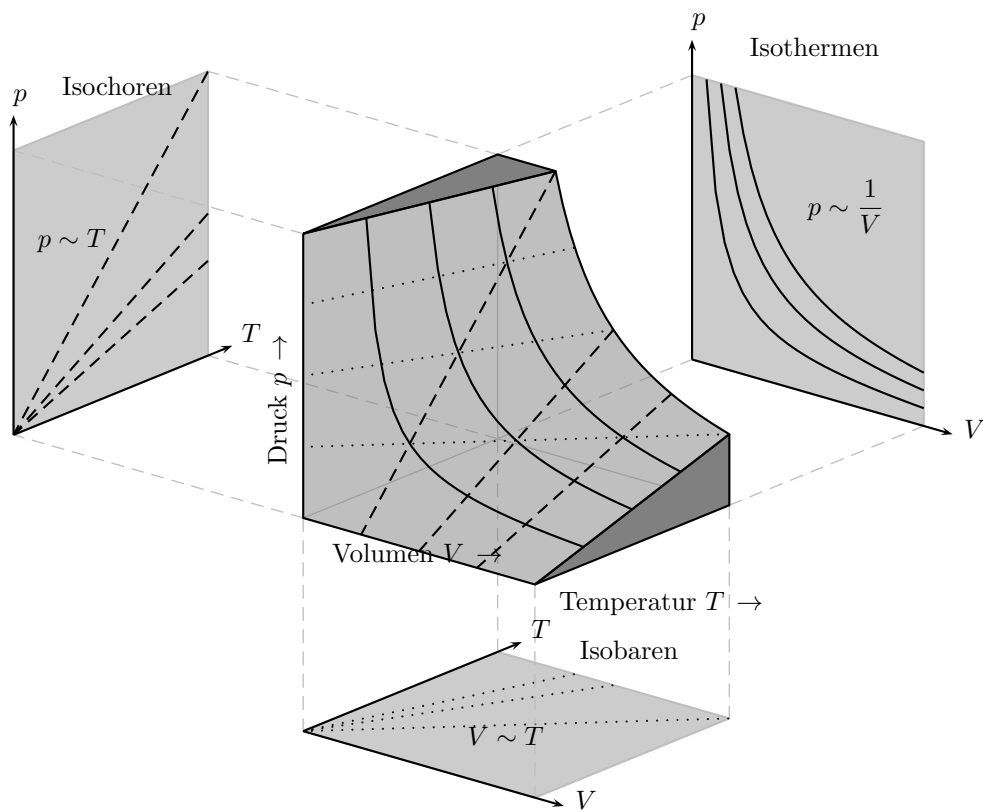 p
Isothermen
Isochoren
p
p ∼ 1/V
p ∼ T
T
Druck p →
V
Volumen V →
Temperatur T →
T
Isobaren
V ∼ T
V